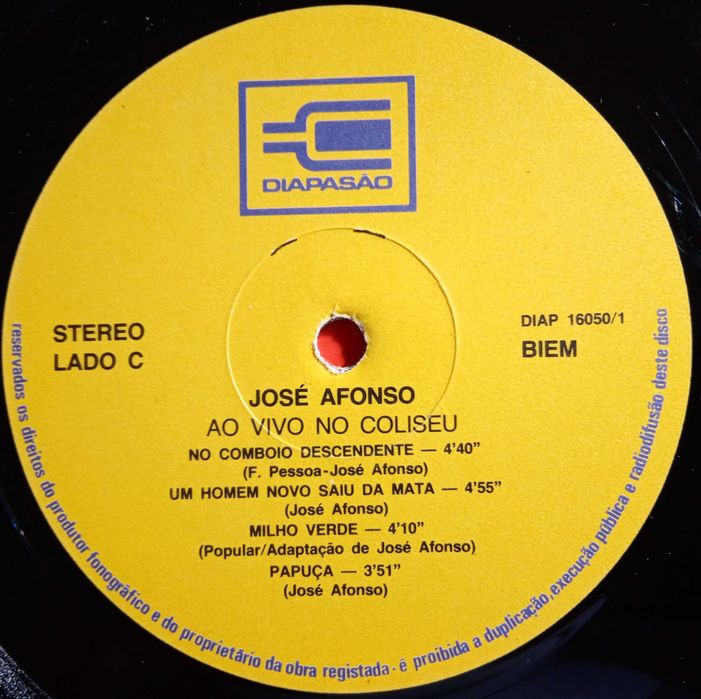 DIAPASÃO
STEREO
LADO C
DIAP 16050/1
BIEM
JOSÉ AFONSO
AO VIVO NO COLISEU
NO COMBOIO DESCENDENTE — 4'40"
(F. Pessoa-José Afonso)
UM HOMEM NOVO SAIU DA MATA — 4'55"
(José Afonso)
MILHO VERDE — 4'10"
(Popular/Adaptação de José Afonso)
PAPUÇA — 3'51"
(José Afonso)
reservados os direitos do produtor fonográfico e do proprietário da obra registada - é proibida a duplicação, execução pública e radiodifusão deste disco